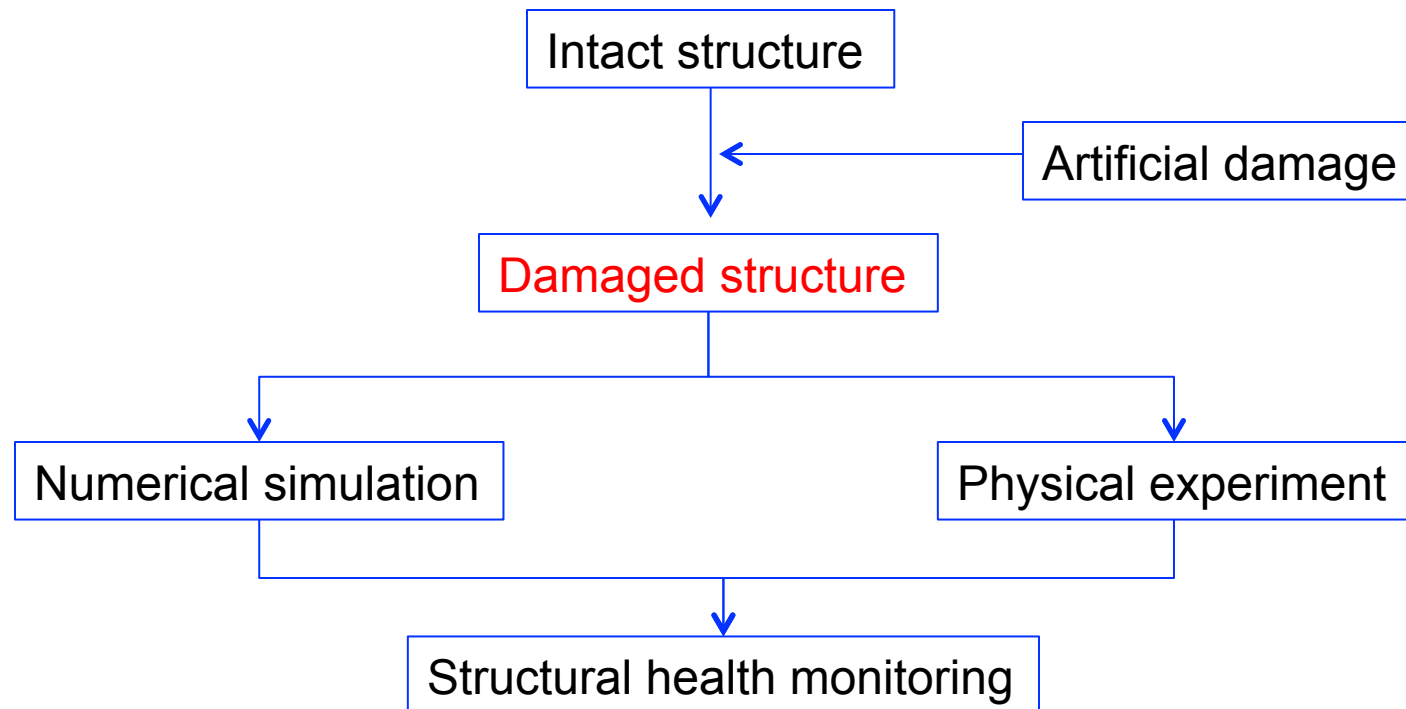 Intact structure
Artificial damage
Damaged structure
Numerical simulation
Physical experiment
Structural health monitoring